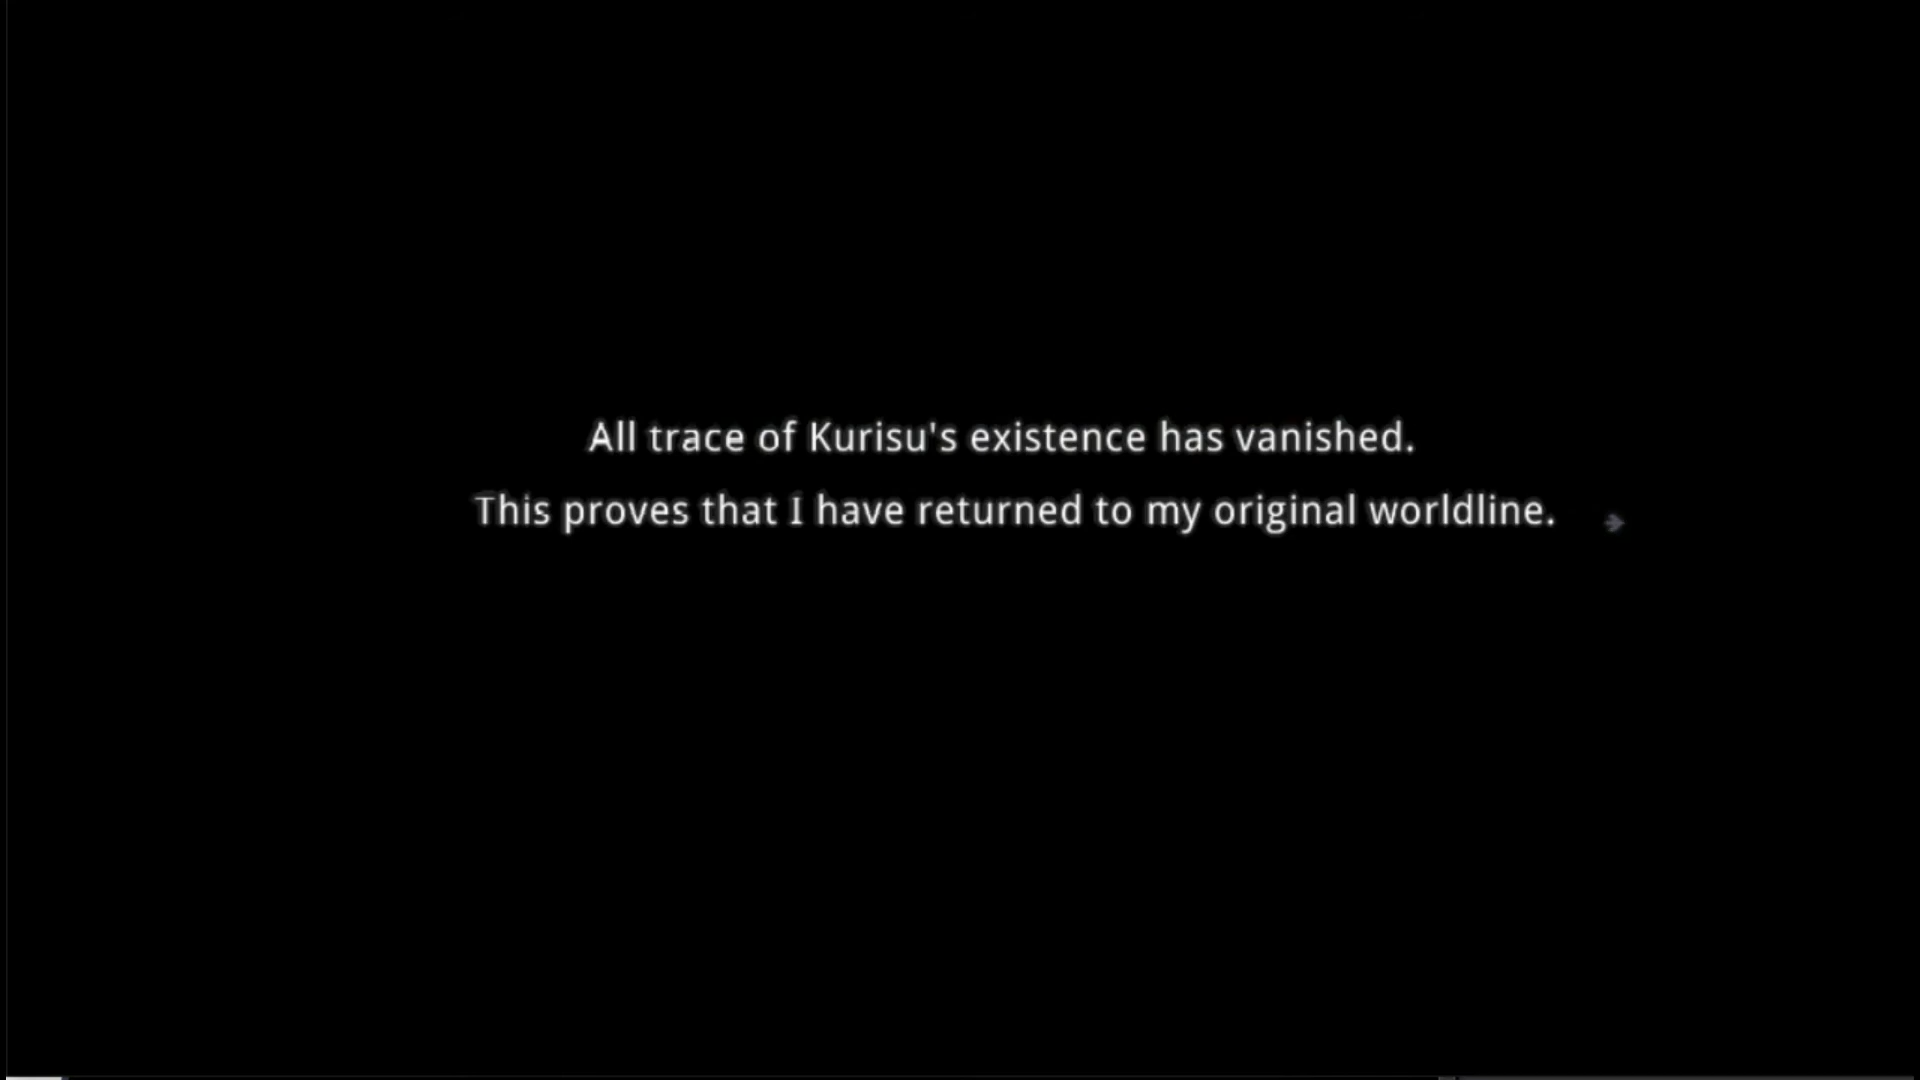 All trace of Kurisu's existence has vanished.
This proves that I have returned to my original worldline.